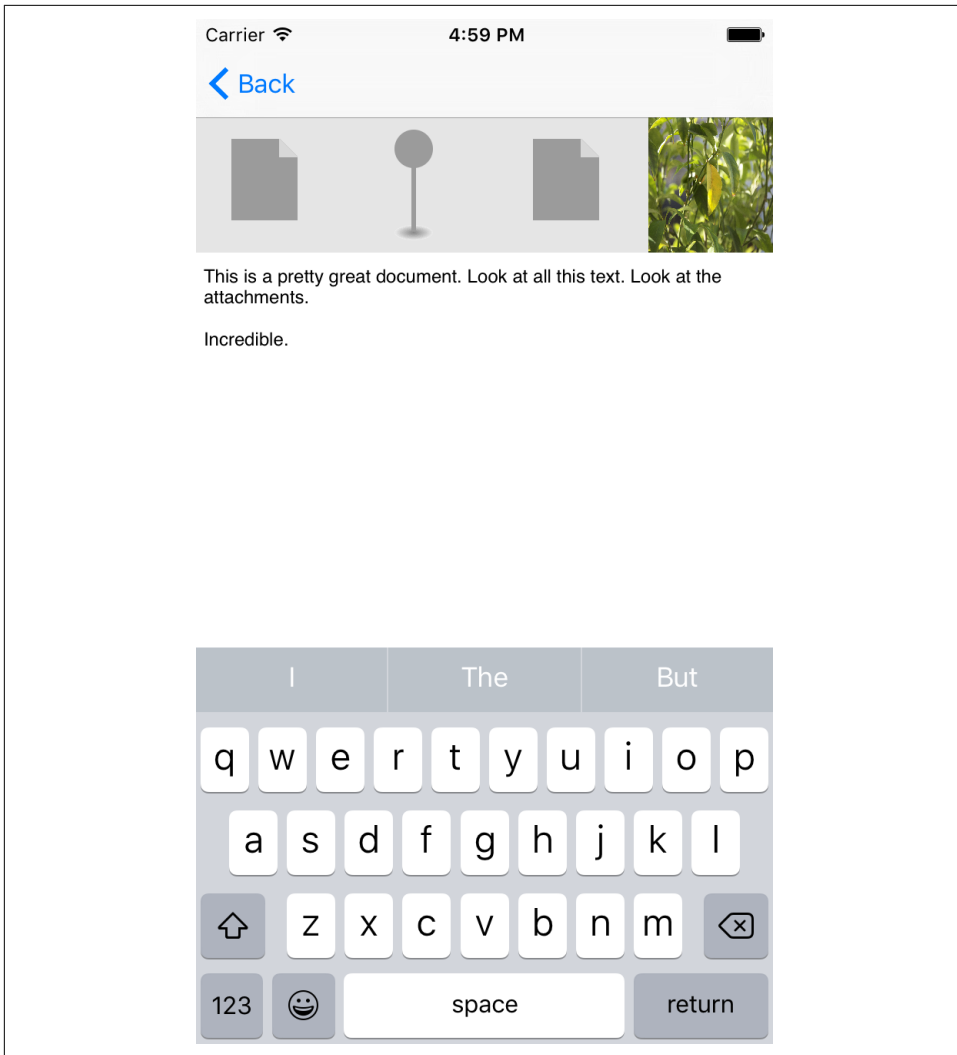 Carrier 4:59 PM
Back
This is a pretty great document. Look at all this text. Look at the
attachments.
Incredible.
I The But
q w e r t y u i o p
a s d f g h j k l
z x c v b n m
123 space return